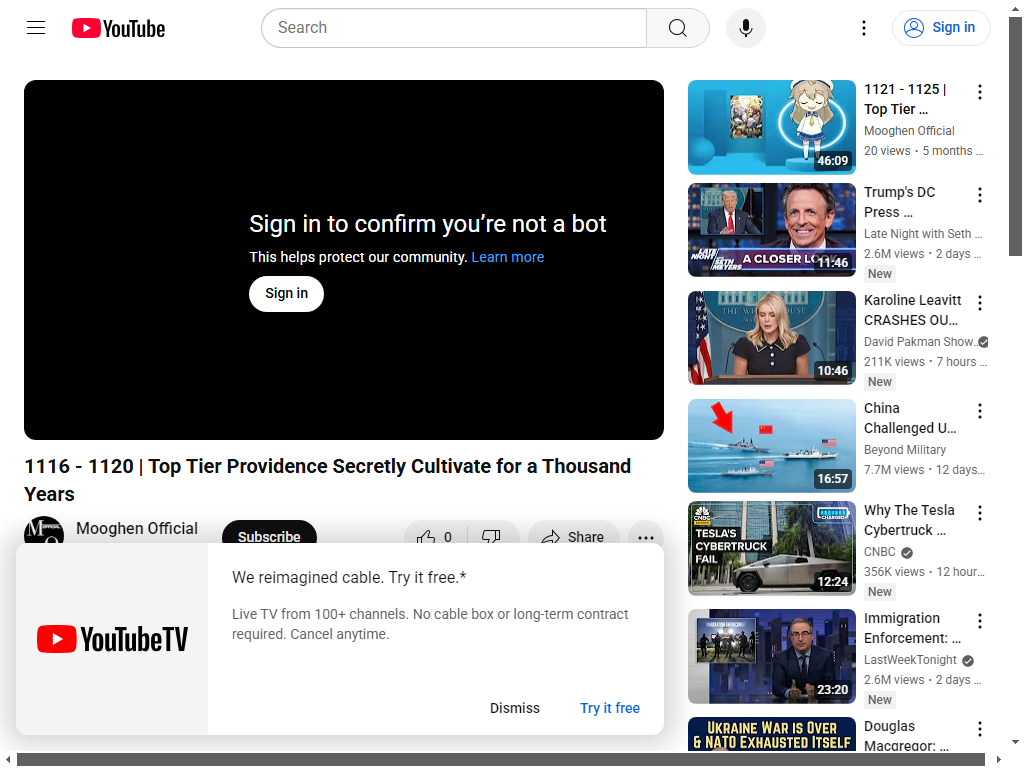 YouTube
Search
Sign in
Sign in to confirm you’re not a bot
This helps protect our community. Learn more
Sign in
1116 - 1120 | Top Tier Providence Secretly Cultivate for a Thousand
Years
Mooghen Official
Subscribe
0
Share
We reimagined cable. Try it free.*
Live TV from 100+ channels. No cable box or long-term contract
required. Cancel anytime.
YouTubeTV
Dismiss
Try it free
46:09
1121 - 1125 |
Top Tier ...
Mooghen Official
20 views • 5 months ...
LATE NIGHT
SETH MEYERS
A CLOSER LOOK
11:46
Trump's DC
Press ...
Late Night with Seth ...
2.6M views • 2 days ...
New
THE WHITE HOUSE
10:46
Karoline Leavitt
CRASHES OU...
David Pakman Show
211K views • 7 hours ...
New
16:57
China
Challenged U...
Beyond Military
7.7M views • 12 days...
CNBC
TESLA'S
CYBERTRUCK
FAIL
12:24
Why The Tesla
Cybertruck ...
CNBC
356K views • 12 hour...
New
23:20
Immigration
Enforcement: ...
LastWeekTonight
2.6M views • 2 days ...
New
UKRAINE WAR IS OVER
& NATO EXHAUSTED ITSELF
Douglas
Macgregor: ...